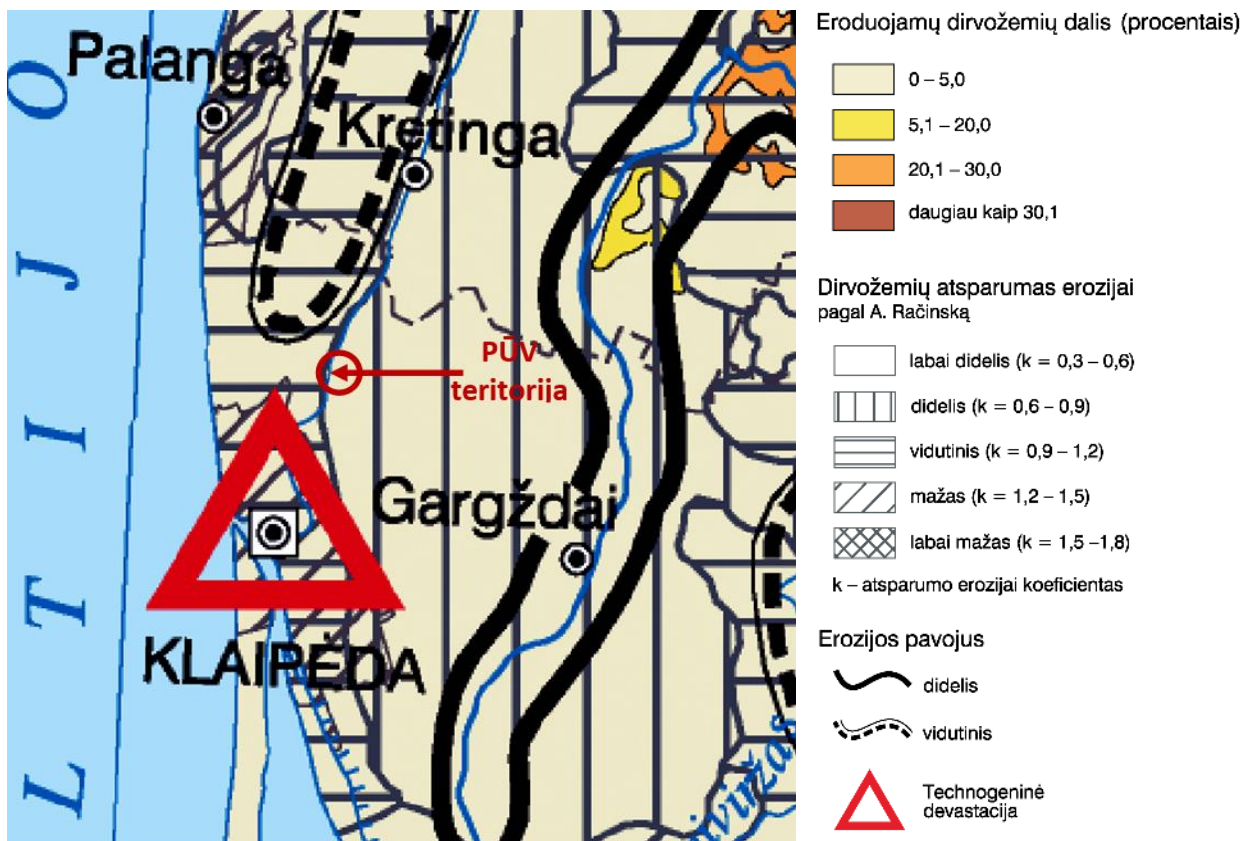 Palanga
Kretinga
PŪV
teritorija
Gargždai
KLAIPĖDA
L T I J O
Eroduojamų dirvožemių dalis (procentais)
0 – 5,0
5,1 – 20,0
20,1 – 30,0
daugiau kaip 30,1
Dirvožemių atsparumas erozijai
pagal A. Račinską
labai didelis (k = 0,3 – 0,6)
didelis (k = 0,6 – 0,9)
vidutinis (k = 0,9 – 1,2)
mažas (k = 1,2 – 1,5)
labai mažas (k = 1,5 –1,8)
k – atsparumo erozijai koeficientas
Erozijos pavojus
didelis
vidutinis
Technogeninė
devastacija